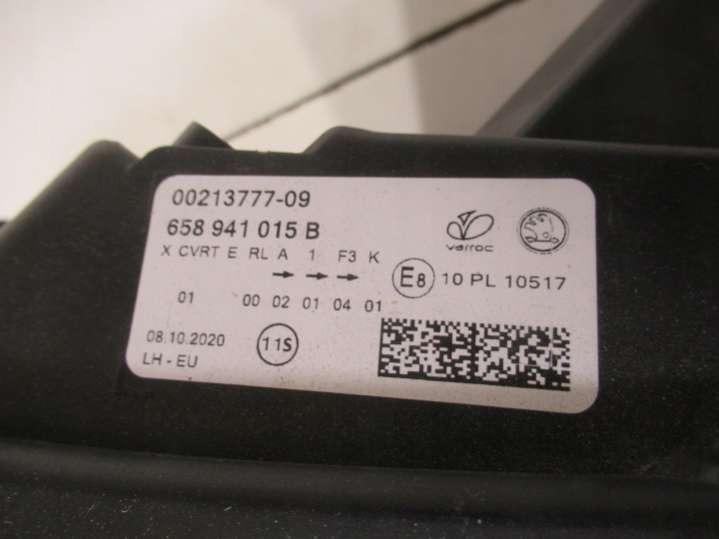 00213777-09
658 941 015 B
varroc
X CVRT E RL A 1 F3 K
E8 10 PL 10517
01 00 02 01 04 01
08.10.2020 11S
LH - EU